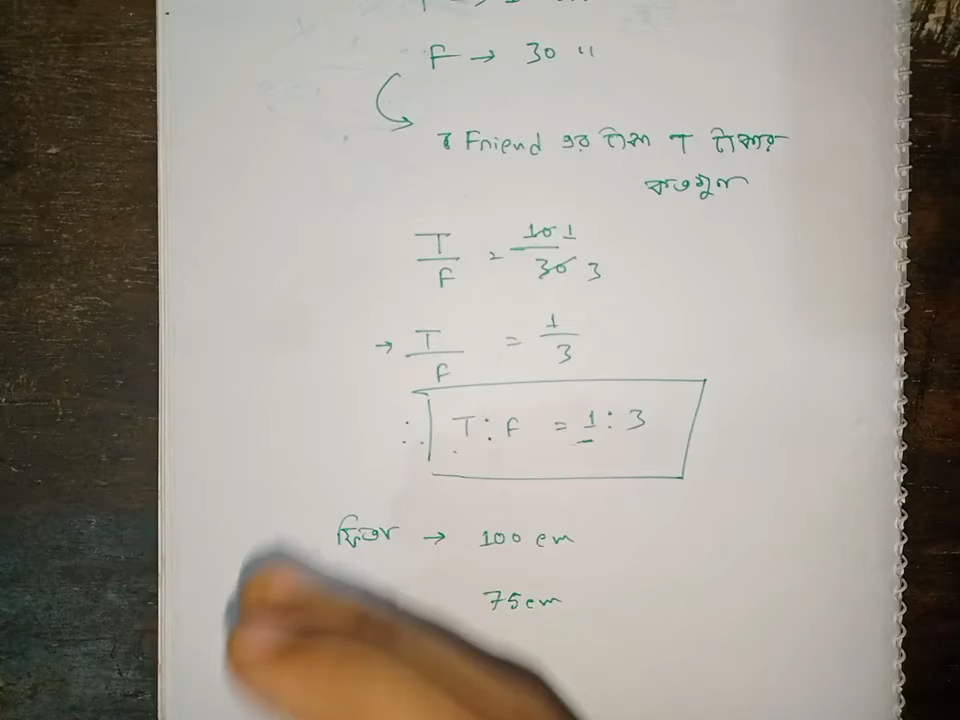 F → 30 "
Friend এর টাকা T টাকার
কতগুন
T/F = 10 1/30 3
→ T/F = 1/3
∴ T : F = 1 : 3
ফিতা → 100 cm
75 cm